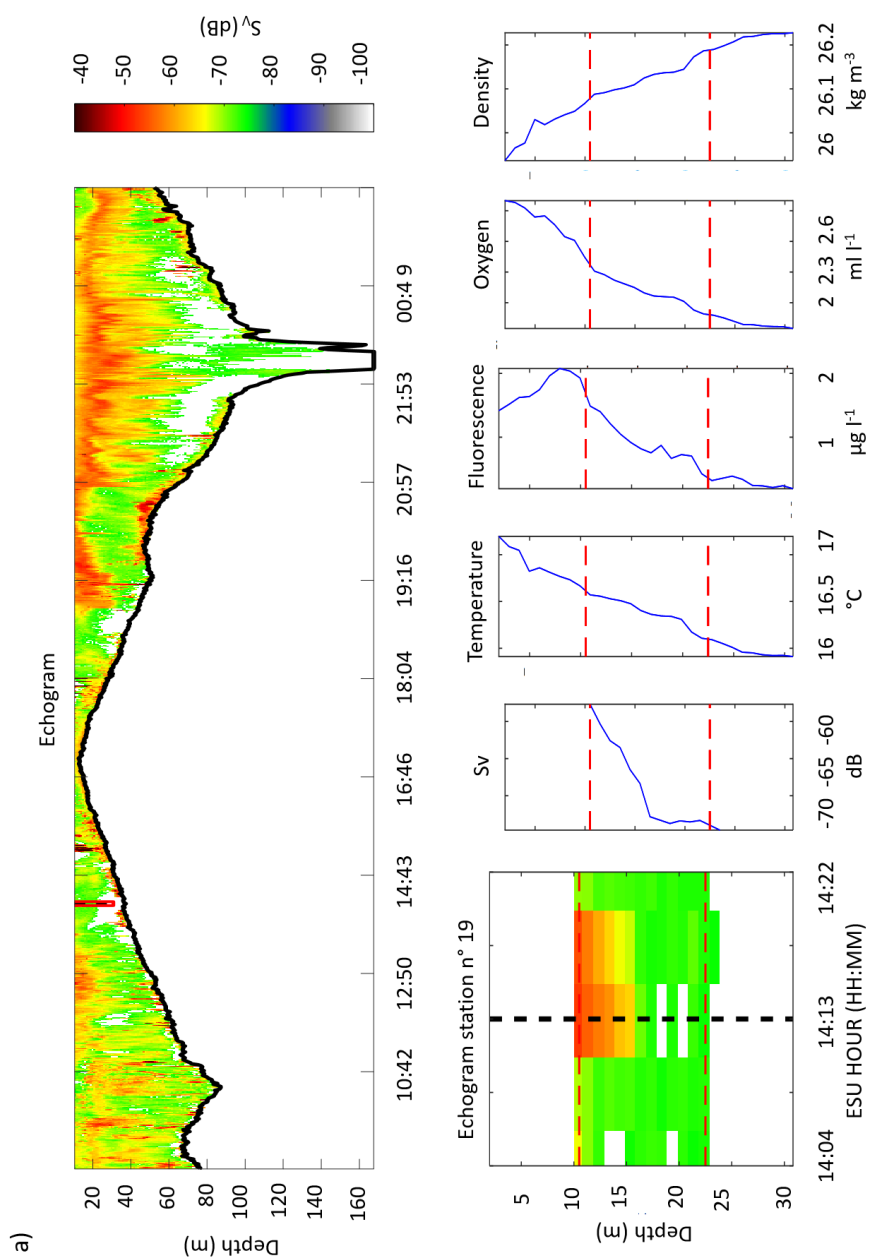 a)
Echogram
Depth (m)
20
40
60
80
100
120
140
160
10:42
12:50
14:43
16:46
18:04
19:16
20:57
21:53
00:49
-40
-50
-60
-70
-80
-90
-100
SV (dB)
Echogram station n° 19
Depth (m)
5
10
15
20
25
30
14:04
14:13
14:22
ESU HOUR (HH:MM)
Sv
-70
-65
-60
dB
Temperature
16
16.5
17
°C
Fluorescence
1
2
µg l-1
Oxygen
2
2.3
2.6
ml l-1
Density
26
26.1
26.2
kg m-3